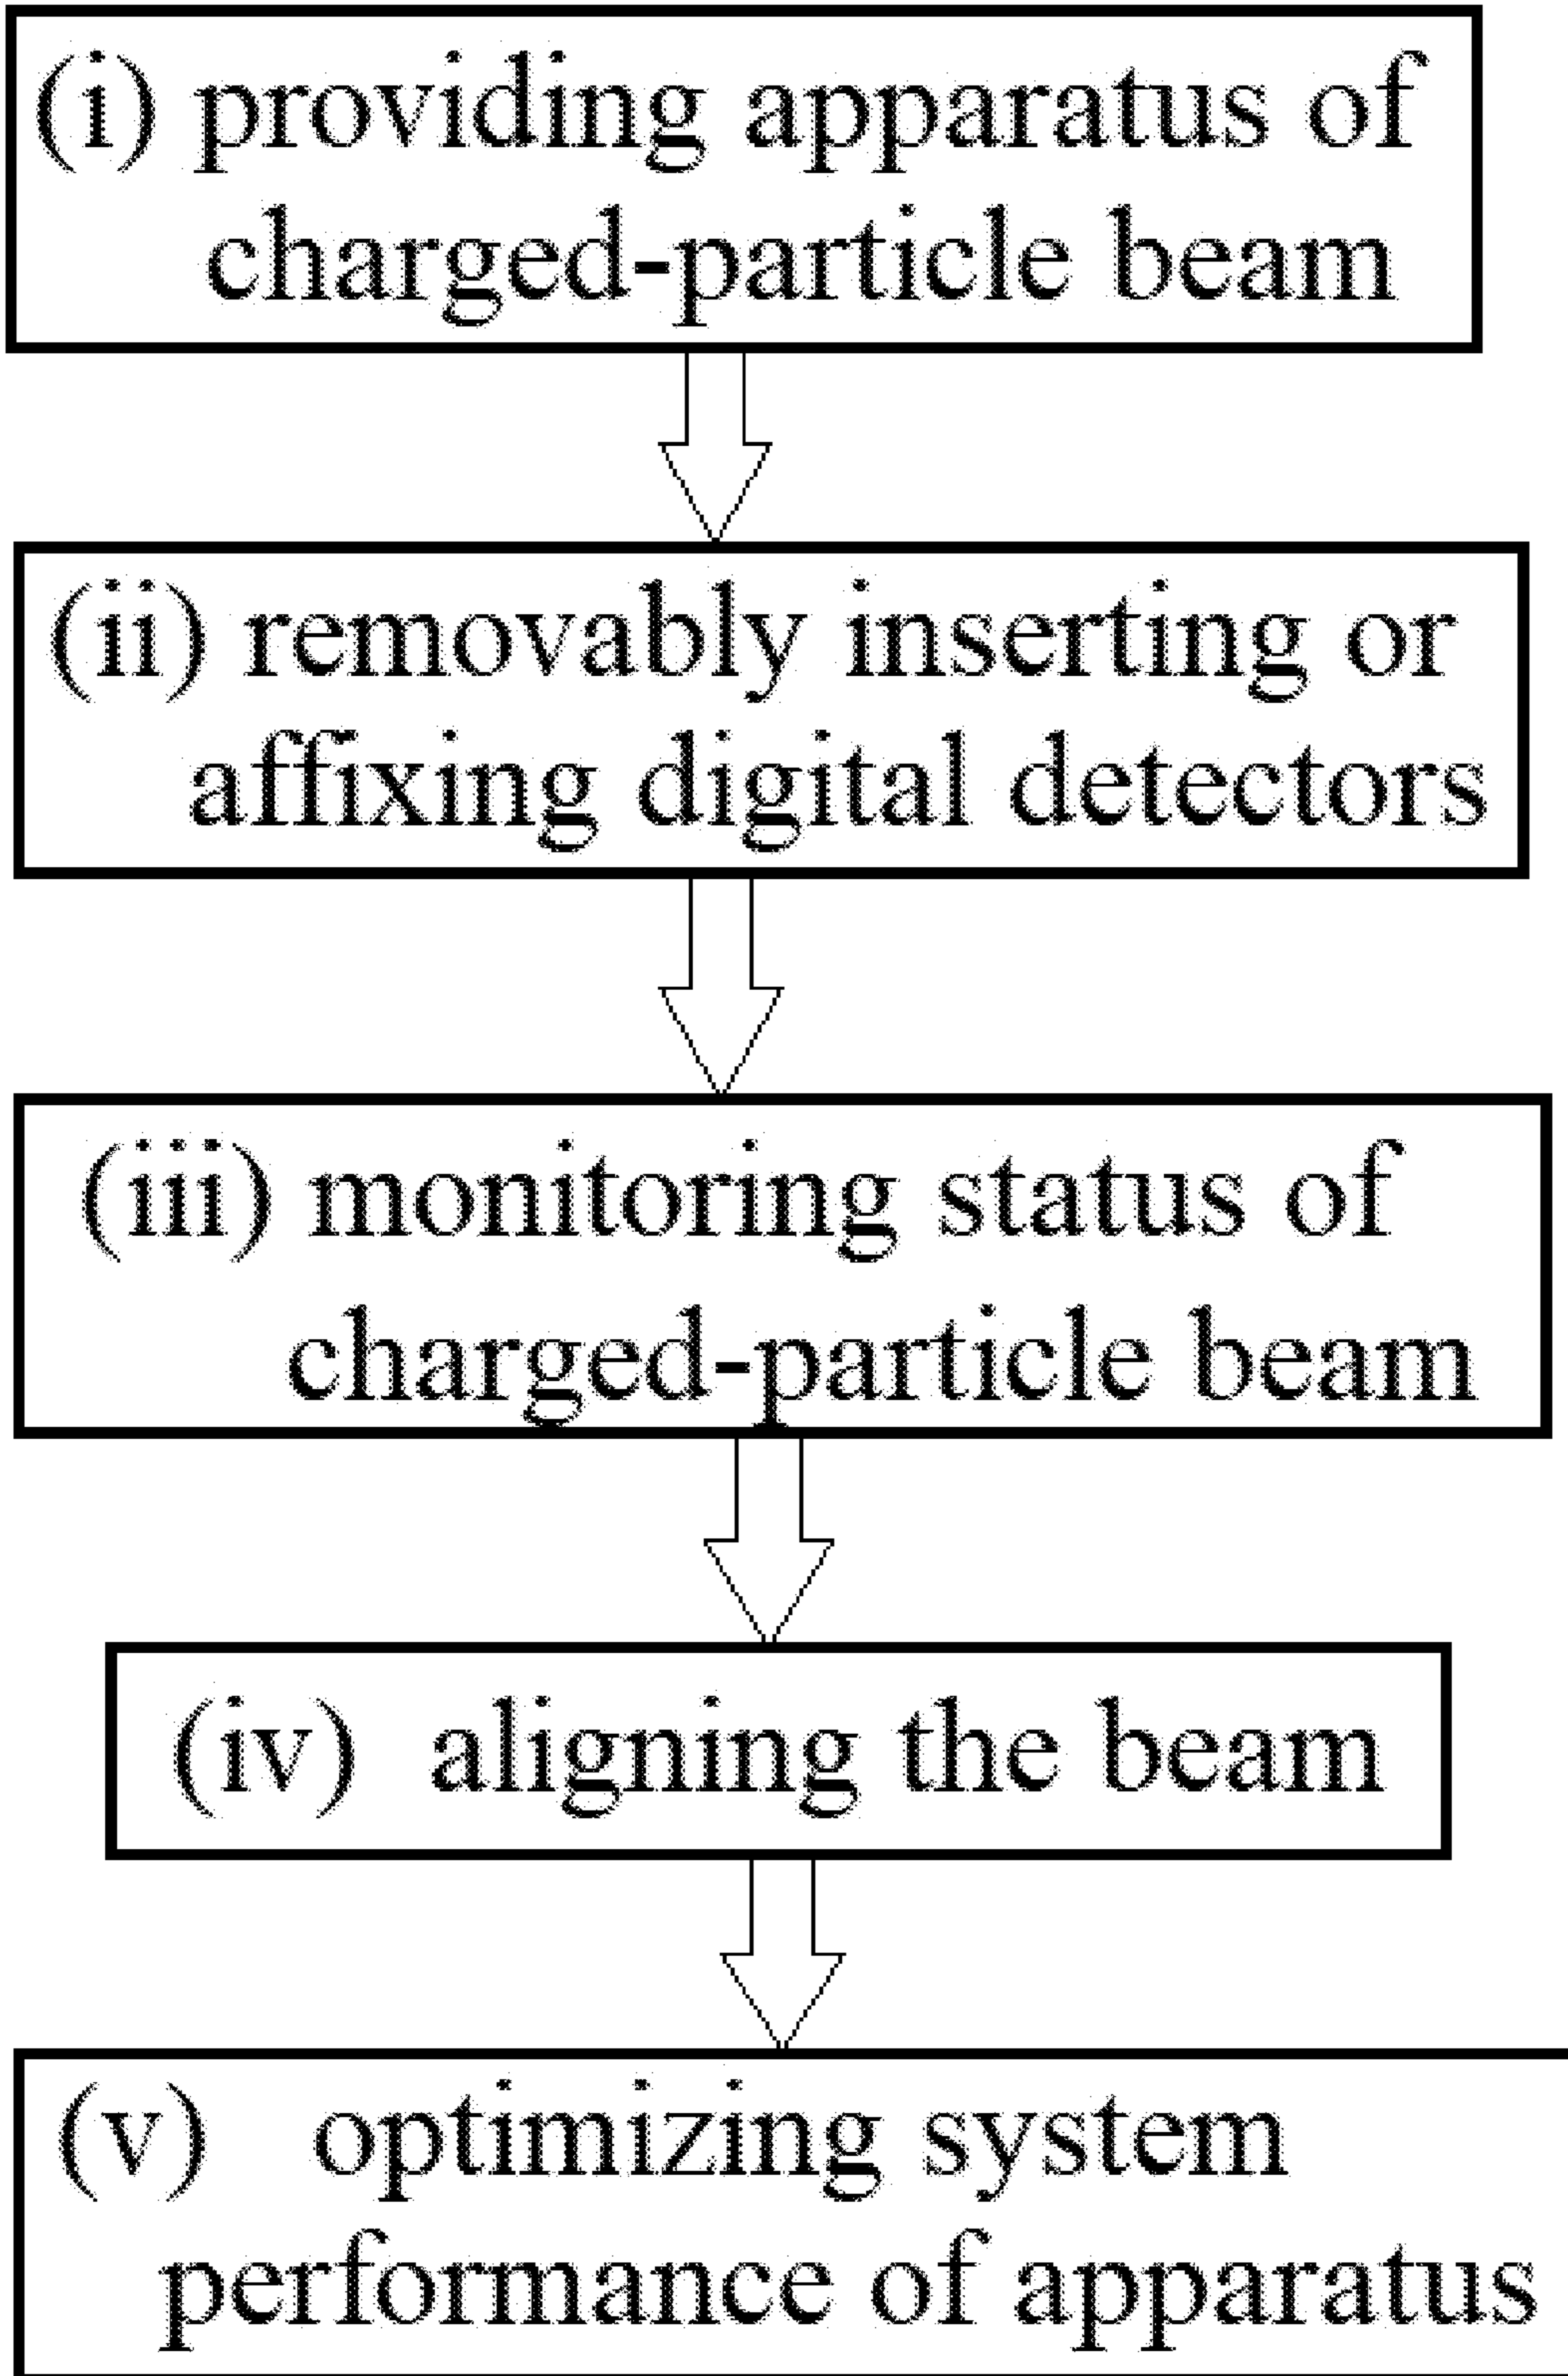 (i) providing apparatus of
charged-particle beam
(ii) removably inserting or
affixing digital detectors
(iii) monitoring status of
charged-particle beam
(iv) aligning the beam
(v) optimizing system
performance of apparatus